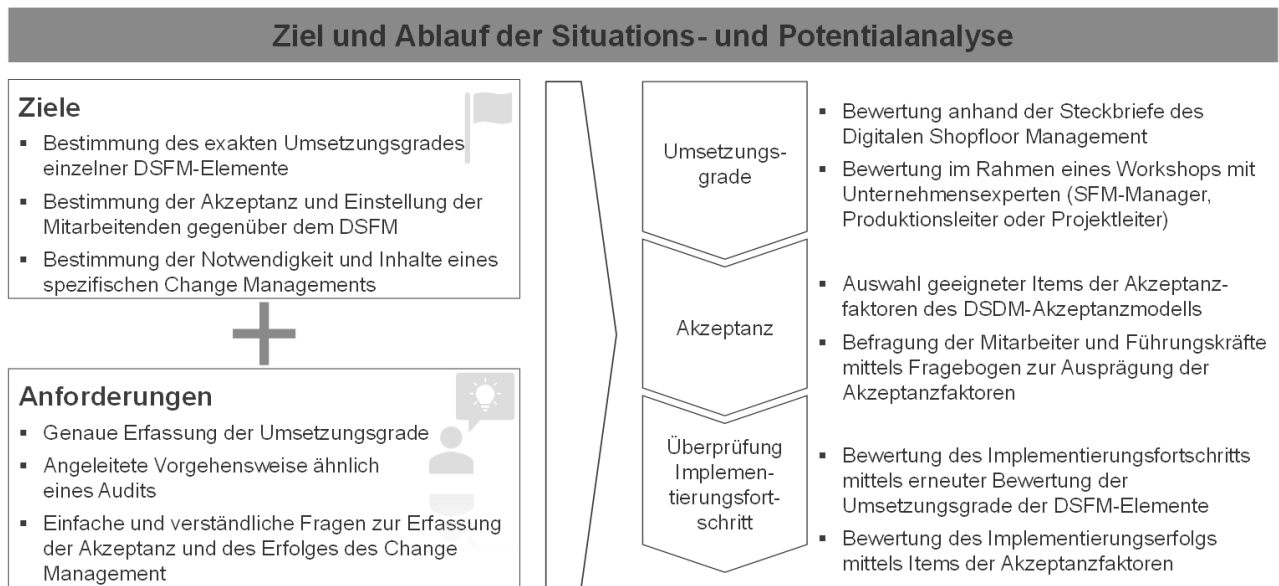 Ziel und Ablauf der Situations- und Potentialanalyse
Ziele
▪ Bestimmung des exakten Umsetzungsgrades
einzelner DSFM-Elemente
▪ Bestimmung der Akzeptanz und Einstellung der
Mitarbeitenden gegenüber dem DSFM
▪ Bestimmung der Notwendigkeit und Inhalte eines
spezifischen Change Managements
Anforderungen
▪ Genaue Erfassung der Umsetzungsgrade
▪ Angeleitete Vorgehensweise ähnlich
eines Audits
▪ Einfache und verständliche Fragen zur Erfassung
der Akzeptanz und des Erfolges des Change
Management
Umsetzungs-
grade
▪ Bewertung anhand der Steckbriefe des
Digitalen Shopfloor Management
▪ Bewertung im Rahmen eines Workshops mit
Unternehmensexperten (SFM-Manager,
Produktionsleiter oder Projektleiter)
Akzeptanz
▪ Auswahl geeigneter Items der Akzeptanz-
faktoren des DSDM-Akzeptanzmodells
▪ Befragung der Mitarbeiter und Führungskräfte
mittels Fragebogen zur Ausprägung der
Akzeptanzfaktoren
Überprüfung
Implemen-
tierungsfort-
schritt
▪ Bewertung des Implementierungsfortschritts
mittels erneuter Bewertung der
Umsetzungsgrade der DSFM-Elemente
▪ Bewertung des Implementierungserfolgs
mittels Items der Akzeptanzfaktoren